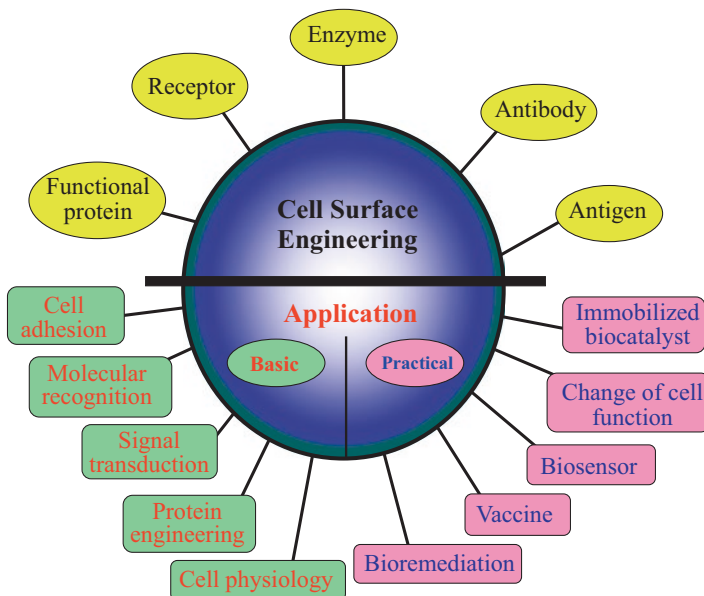 Enzyme
Receptor
Antibody
Functional
protein
Antigen
Cell Surface
Engineering
Application
Basic
Practical
Cell
adhesion
Molecular
recognition
Signal
transduction
Protein
engineering
Cell physiology
Immobilized
biocatalyst
Change of cell
function
Biosensor
Vaccine
Bioremediation